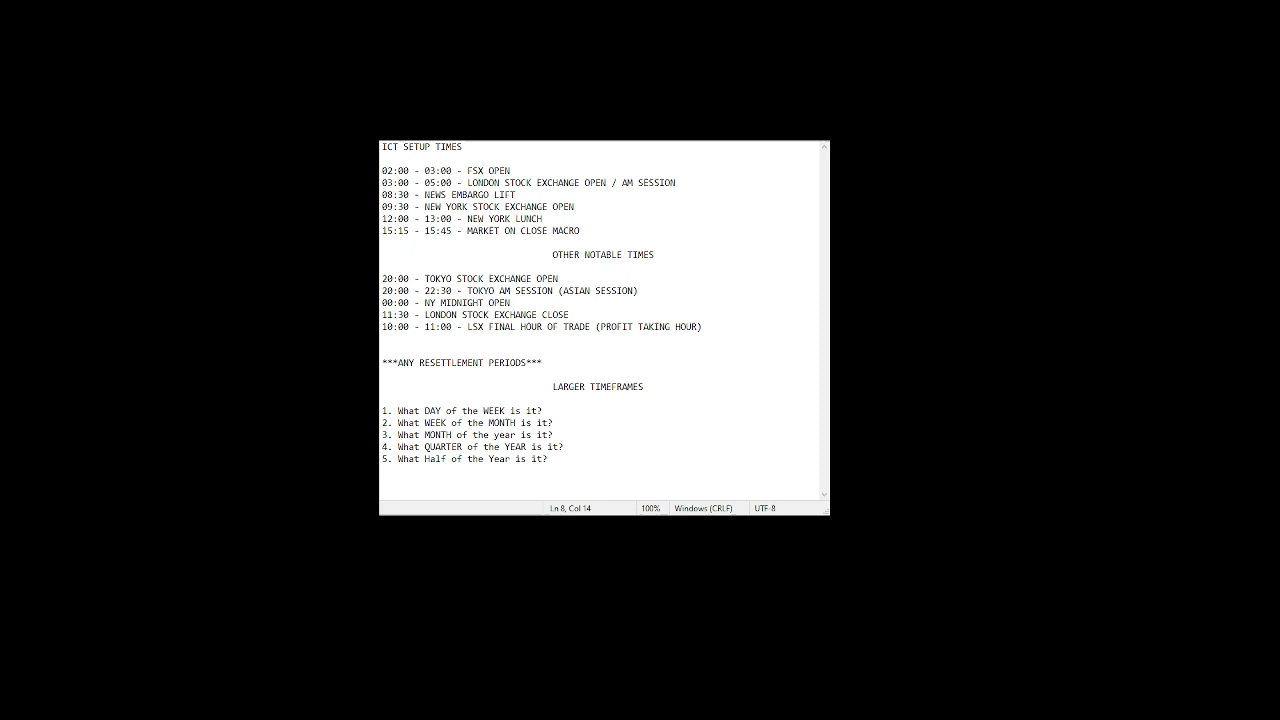 ICT SETUP TIMES
02:00 - 03:00 - FSX OPEN
03:00 - 05:00 - LONDON STOCK EXCHANGE OPEN / AM SESSION
08:30 - NEWS EMBARGO LIFT
09:30 - NEW YORK STOCK EXCHANGE OPEN
12:00 - 13:00 - NEW YORK LUNCH
15:15 - 15:45 - MARKET ON CLOSE MACRO
OTHER NOTABLE TIMES
20:00 - TOKYO STOCK EXCHANGE OPEN
20:00 - 22:30 - TOKYO AM SESSION (ASIAN SESSION)
00:00 - NY MIDNIGHT OPEN
11:30 - LONDON STOCK EXCHANGE CLOSE
10:00 - 11:00 - LSX FINAL HOUR OF TRADE (PROFIT TAKING HOUR)
***ANY RESETTLEMENT PERIODS***
LARGER TIMEFRAMES
1. What DAY of the WEEK is it?
2. What WEEK of the MONTH is it?
3. What MONTH of the year is it?
4. What QUARTER of the YEAR is it?
5. What Half of the Year is it?
Ln 8, Col 14 100% Windows (CRLF) UTF-8